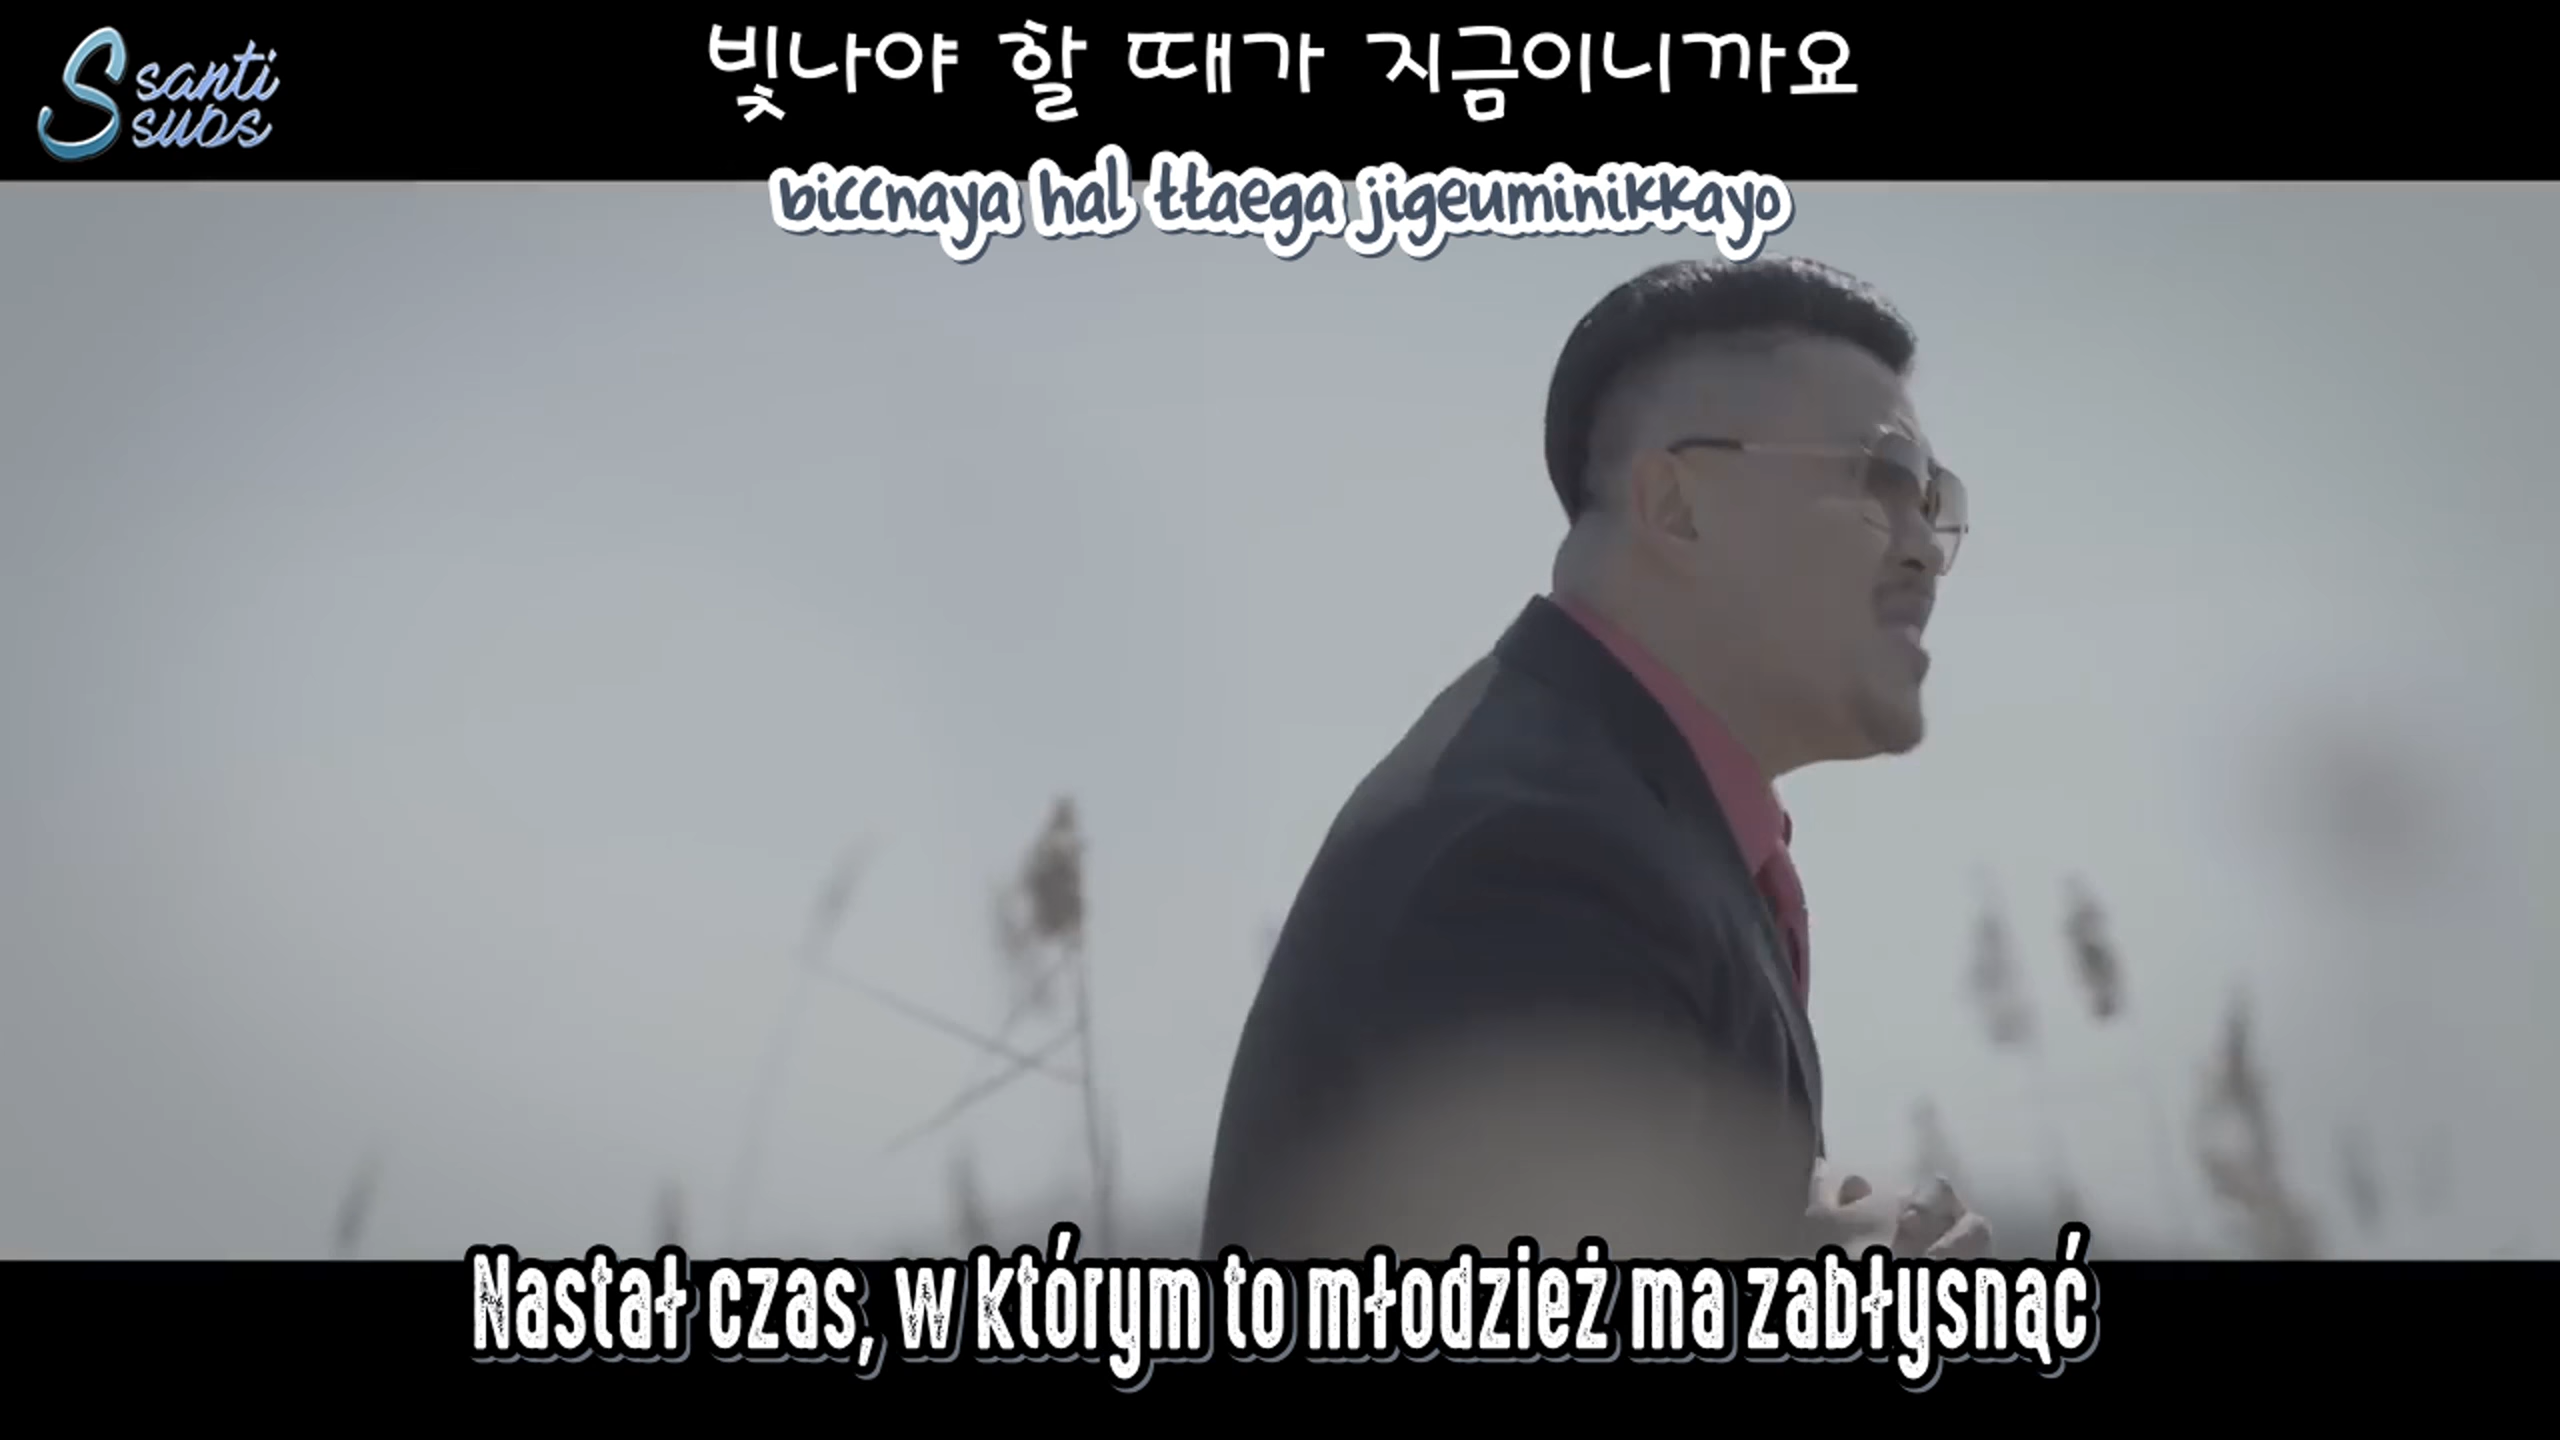 Ssanti
subs
빛나야 할 때가 지금이니까요
biccnaya hal ttaega jigeuminikkayo
Nastał czas, w którym to młodzież ma zabłysnąć